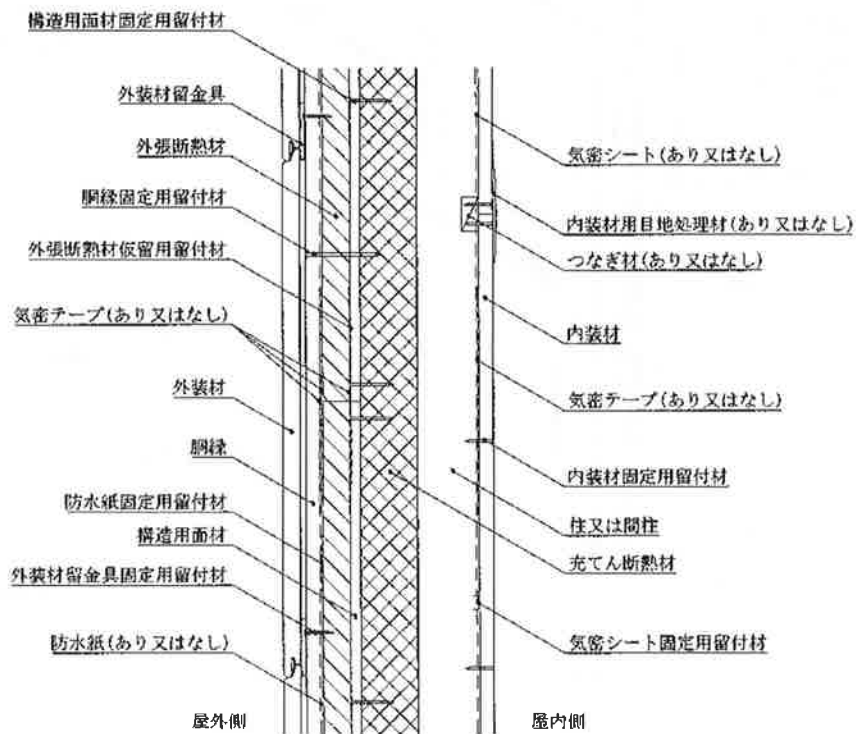 構造用面材固定用留付材
外装材留金具
外張断熱材
胴縁固定用留付材
外張断熱材仮留用留付材
気密テープ(あり又はなし)
外装材
胴縁
防水紙固定用留付材
構造用面材
外装材留金具固定用留付材
防水紙(あり又はなし)
屋外側
気密シート(あり又はなし)
内装材用目地処理材(あり又はなし)
つなぎ材(あり又はなし)
内装材
気密テープ(あり又はなし)
内装材固定用留付材
柱又は間柱
充てん断熱材
気密シート固定用留付材
屋内側